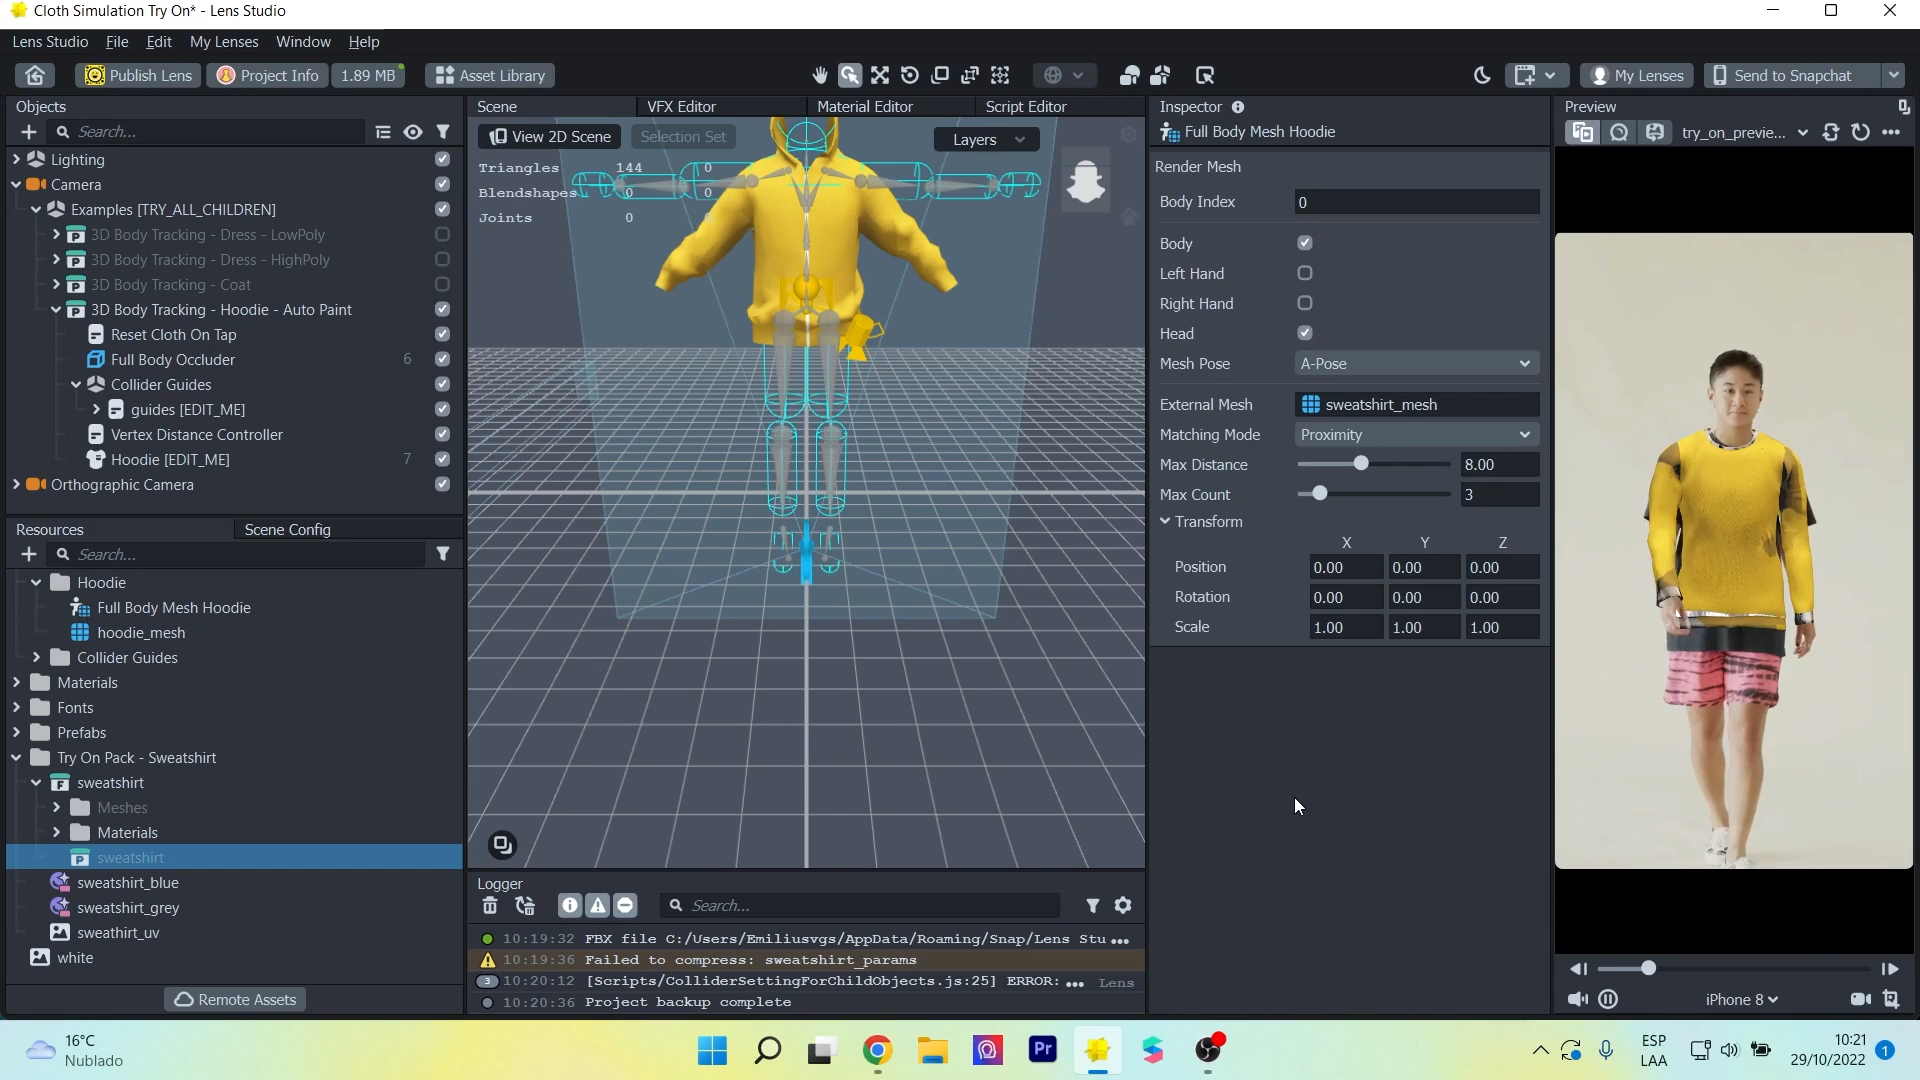 Cloth Simulation Try On* - Lens Studio
Lens Studio File Edit My Lenses Window Help
Publish Lens Project Info 1.89 MB Asset Library My Lenses Send to Snapchat
Objects
Search...
Lighting
Camera
Examples [TRY_ALL_CHILDREN]
3D Body Tracking - Dress - LowPoly
3D Body Tracking - Dress - HighPoly
3D Body Tracking - Coat
3D Body Tracking - Hoodie - Auto Paint
Reset Cloth On Tap
Full Body Occluder 6
Collider Guides
guides [EDIT_ME]
Vertex Distance Controller
Hoodie [EDIT_ME] 7
Orthographic Camera
Resources Scene Config
Search...
Hoodie
Full Body Mesh Hoodie
hoodie_mesh
Collider Guides
Materials
Fonts
Prefabs
Try On Pack - Sweatshirt
sweatshirt
Meshes
Materials
sweatshirt
sweatshirt_blue
sweatshirt_grey
sweathirt_uv
white
Remote Assets
Scene VFX Editor Material Editor Script Editor
View 2D Scene Selection Set Layers
Triangles 144 0
Blendshapes 0 0
Joints 0
Logger
Search...
10:19:32 FBX file C:/Users/Emiliusvgs/AppData/Roaming/Snap/Lens Stu ...
10:19:36 Failed to compress: sweatshirt_params
3 10:20:12 [Scripts/ColliderSettingForChildObjects.js:25] ERROR: ... Lens
10:20:36 Project backup complete
Inspector
Full Body Mesh Hoodie
Render Mesh
Body Index 0
Body
Left Hand
Right Hand
Head
Mesh Pose A-Pose
External Mesh sweatshirt_mesh
Matching Mode Proximity
Max Distance 8.00
Max Count 3
Transform
X Y Z
Position 0.00 0.00 0.00
Rotation 0.00 0.00 0.00
Scale 1.00 1.00 1.00
Preview
try_on_previe...
iPhone 8
16°C
Nublado
Pr
ESP
LAA
10:21
29/10/2022
1